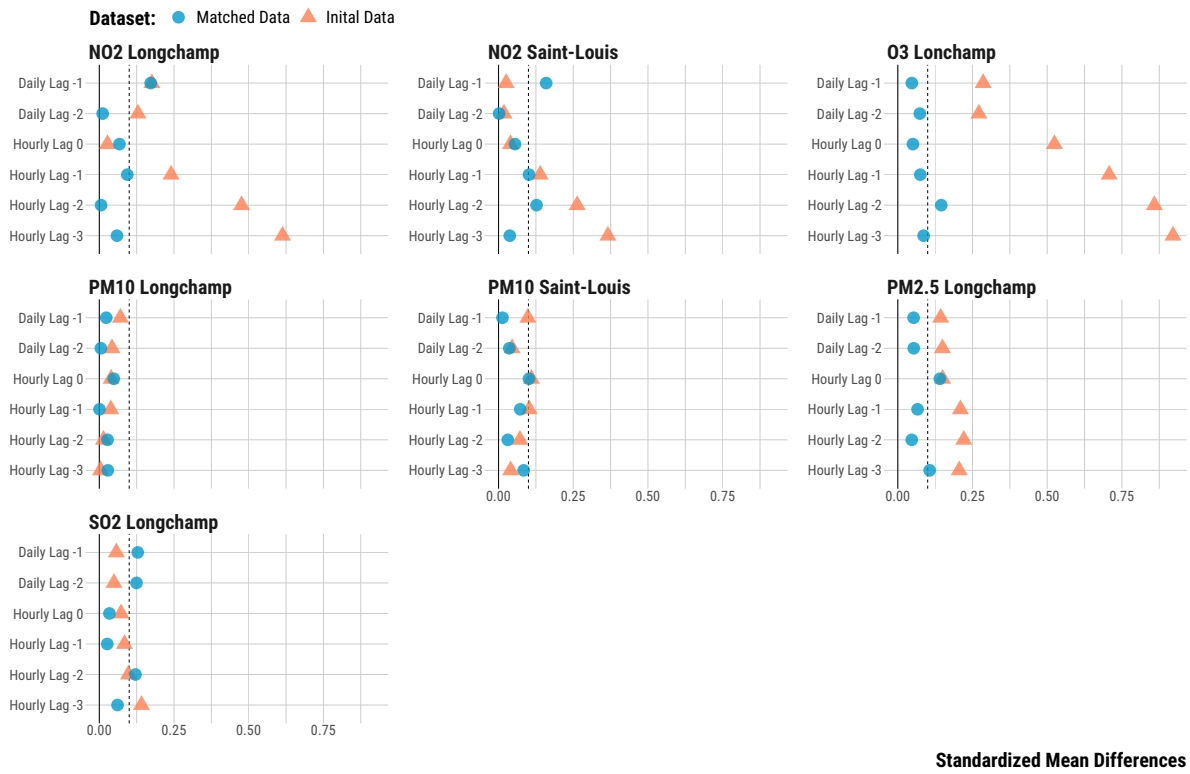 Dataset: Matched Data Inital Data
NO2 Longchamp
Daily Lag -1
Daily Lag -2
Hourly Lag 0
Hourly Lag -1
Hourly Lag -2
Hourly Lag -3
NO2 Saint-Louis
Daily Lag -1
Daily Lag -2
Hourly Lag 0
Hourly Lag -1
Hourly Lag -2
Hourly Lag -3
O3 Lonchamp
Daily Lag -1
Daily Lag -2
Hourly Lag 0
Hourly Lag -1
Hourly Lag -2
Hourly Lag -3
PM10 Longchamp
Daily Lag -1
Daily Lag -2
Hourly Lag 0
Hourly Lag -1
Hourly Lag -2
Hourly Lag -3
PM10 Saint-Louis
Daily Lag -1
Daily Lag -2
Hourly Lag 0
Hourly Lag -1
Hourly Lag -2
Hourly Lag -3
0.00 0.25 0.50 0.75
PM2.5 Longchamp
Daily Lag -1
Daily Lag -2
Hourly Lag 0
Hourly Lag -1
Hourly Lag -2
Hourly Lag -3
0.00 0.25 0.50 0.75
SO2 Longchamp
Daily Lag -1
Daily Lag -2
Hourly Lag 0
Hourly Lag -1
Hourly Lag -2
Hourly Lag -3
0.00 0.25 0.50 0.75
Standardized Mean Differences